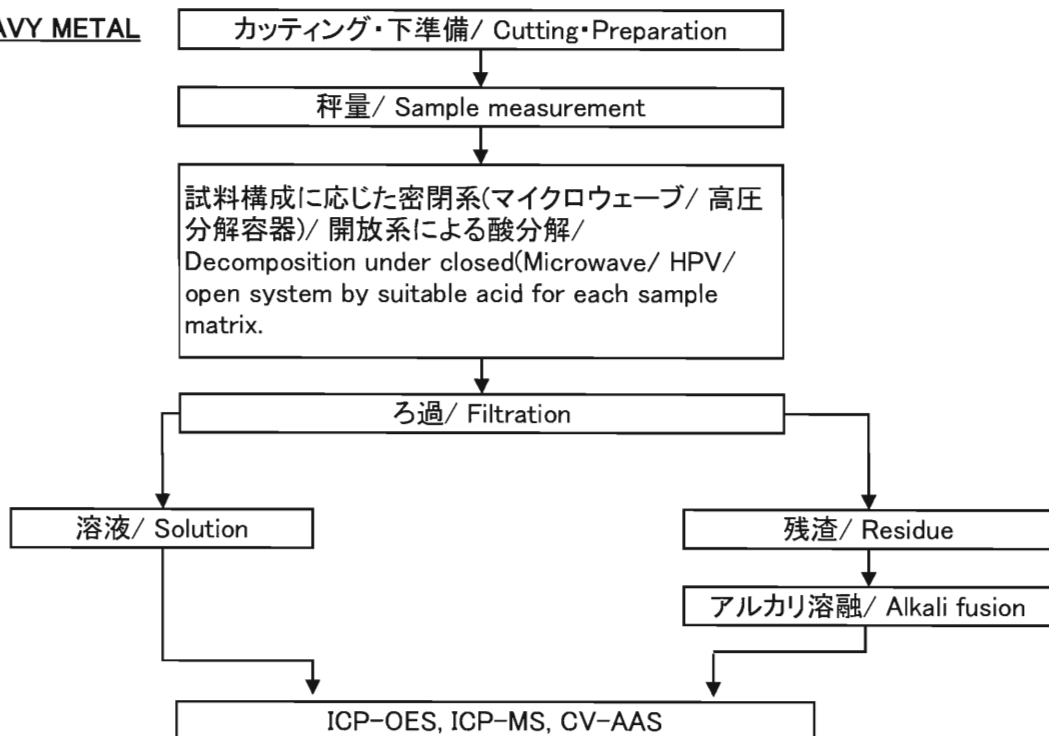 AVY METAL
カッティング・下準備/ Cutting・Preparation
秤量/ Sample measurement
試料構成に応じた密閉系(マイクロウェーブ/ 高圧
分解容器)/ 開放系による酸分解/
Decomposition under closed(Microwave/ HPV/
open system by suitable acid for each sample
matrix.
ろ過/ Filtration
溶液/ Solution
残渣/ Residue
アルカリ溶融/ Alkali fusion
ICP-OES, ICP-MS, CV-AAS